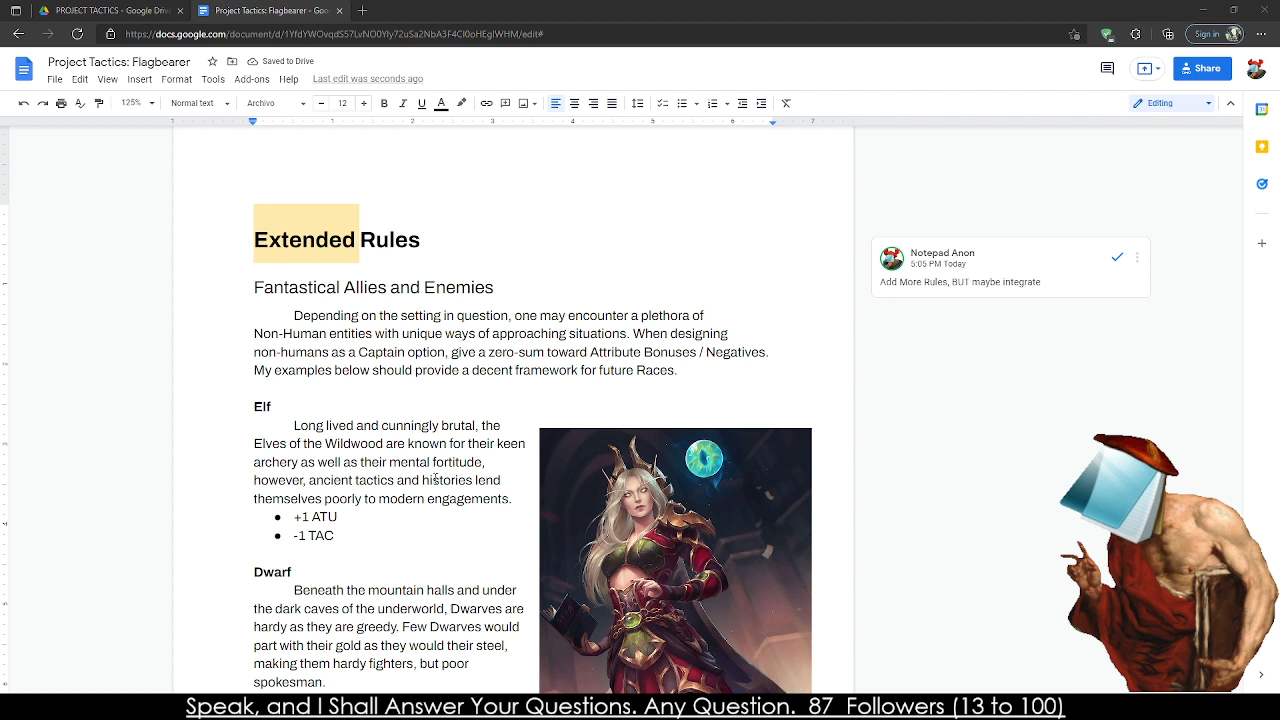 PROJECT TACTICS - Google Drive
Project Tactics: Flagbearer - Goo
https://docs.google.com/document/d/1YfdYWOvqdS57LvNO0Yly72uSa2NbA3F4CI0oHEgIWHM/edit#
Sign in
Project Tactics: Flagbearer
Saved to Drive
File Edit View Insert Format Tools Add-ons Help Last edit was seconds ago
Share
125% Normal text Archivo 12 Editing
1 1 2 3 4 5 6 7
Extended Rules
Notepad Anon
5:05 PM Today
Add More Rules, BUT maybe integrate
Fantastical Allies and Enemies
Depending on the setting in question, one may encounter a plethora of
Non-Human entities with unique ways of approaching situations. When designing
non-humans as a Captain option, give a zero-sum toward Attribute Bonuses / Negatives.
My examples below should provide a decent framework for future Races.
Elf
Long lived and cunningly brutal, the
Elves of the Wildwood are known for their keen
archery as well as their mental fortitude,
however, ancient tactics and histories lend
themselves poorly to modern engagements.
● +1 ATU
● -1 TAC
Dwarf
Beneath the mountain halls and under
the dark caves of the underworld, Dwarves are
hardy as they are greedy. Few Dwarves would
part with their gold as they would their steel,
making them hardy fighters, but poor
spokesman.
Speak, and I Shall Answer Your Questions. Any Question. 87 Followers (13 to 100)